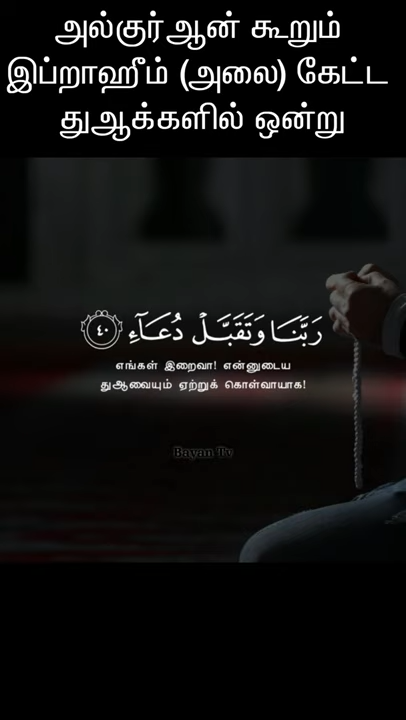 அல்குர்ஆன் கூறும்
இப்றாஹீம் (அலை) கேட்ட
துஆக்களில் ஒன்று
رَبَّنَا وَتَقَبَّلْ دُعَآءِ ٤٠
எங்கள் இறைவா! என்னுடைய
துஆவையும் ஏற்றுக் கொள்வாயாக!
Bayan Tv